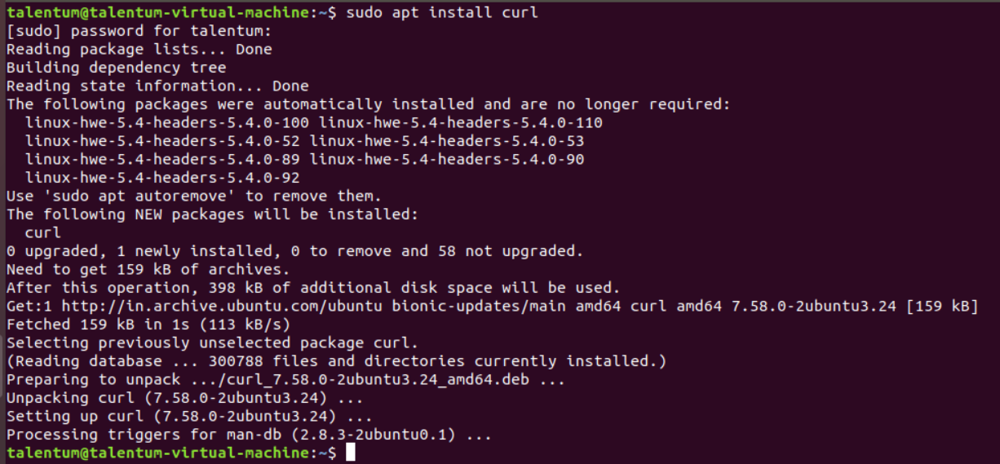 talentum@talentum-virtual-machine:~$ sudo apt install curl
[sudo] password for talentum:
Reading package lists... Done
Building dependency tree
Reading state information... Done
The following packages were automatically installed and are no longer required:
  linux-hwe-5.4-headers-5.4.0-100 linux-hwe-5.4-headers-5.4.0-110
  linux-hwe-5.4-headers-5.4.0-52 linux-hwe-5.4-headers-5.4.0-53
  linux-hwe-5.4-headers-5.4.0-89 linux-hwe-5.4-headers-5.4.0-90
  linux-hwe-5.4-headers-5.4.0-92
Use 'sudo apt autoremove' to remove them.
The following NEW packages will be installed:
  curl
0 upgraded, 1 newly installed, 0 to remove and 58 not upgraded.
Need to get 159 kB of archives.
After this operation, 398 kB of additional disk space will be used.
Get:1 http://in.archive.ubuntu.com/ubuntu bionic-updates/main amd64 curl amd64 7.58.0-2ubuntu3.24 [159 kB]
Fetched 159 kB in 1s (113 kB/s)
Selecting previously unselected package curl.
(Reading database ... 300788 files and directories currently installed.)
Preparing to unpack .../curl_7.58.0-2ubuntu3.24_amd64.deb ...
Unpacking curl (7.58.0-2ubuntu3.24) ...
Setting up curl (7.58.0-2ubuntu3.24) ...
Processing triggers for man-db (2.8.3-2ubuntu0.1) ...
talentum@talentum-virtual-machine:~$